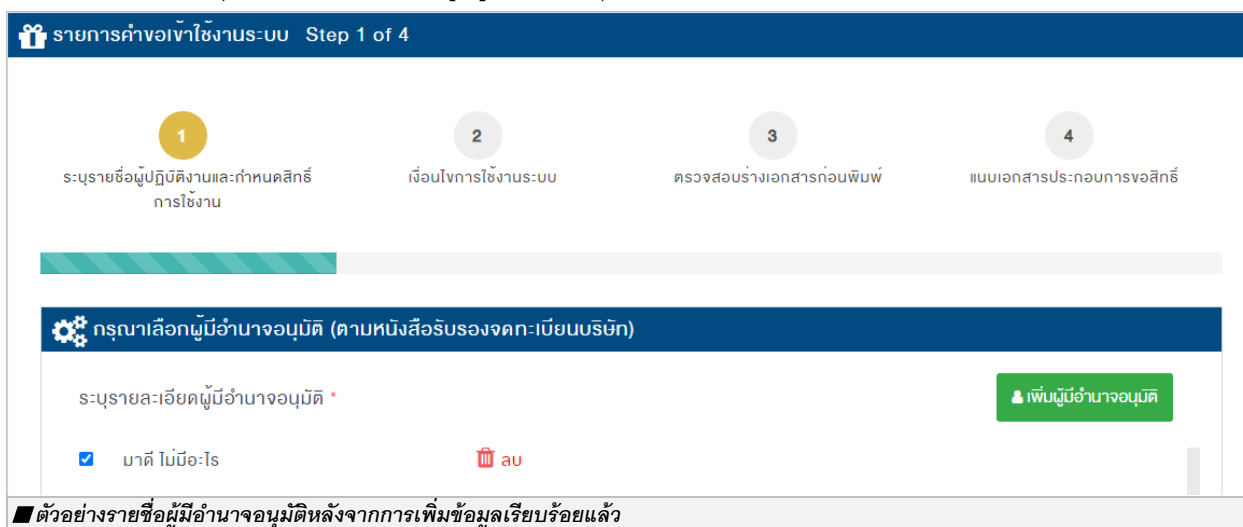 รายการคำขอเข้าใช้งานระบบ Step 1 of 4
1
2
3
4
ระบุรายชื่อผู้ปฏิบัติงานและกำหนดสิทธิ์
การใช้งาน
เงื่อนไขการใช้งานระบบ
ตรวจสอบร่างเอกสารก่อนพิมพ์
แนบเอกสารประกอบการขอสิทธิ์
กรุณาเลือกผู้มีอำนาจอนุมัติ (ตามหนังสือรับรองจดทะเบียนบริษัท)
ระบุรายละเอียดผู้มีอำนาจอนุมัติ *
เพิ่มผู้มีอำนาจอนุมัติ
มาดี ไม่มีอะไร
ลบ
ตัวอย่างรายชื่อผู้มีอำนาจอนุมัติหลังจากการเพิ่มข้อมูลเรียบร้อยแล้ว